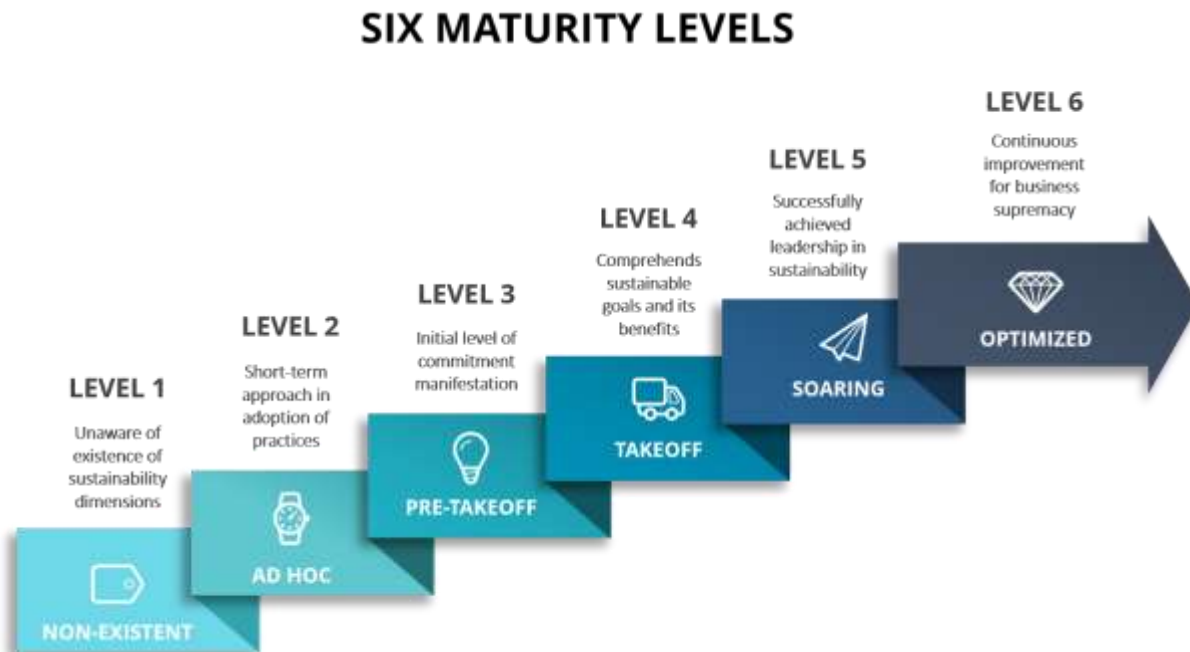 SIX MATURITY LEVELS
LEVEL 1
Unaware of
existence of
sustainability
dimensions
NON-EXISTENT
LEVEL 2
Short-term
approach in
adoption of
practices
AD HOC
LEVEL 3
Initial level of
commitment
manifestation
PRE-TAKEOFF
LEVEL 4
Comprehends
sustainable
goals and its
benefits
TAKEOFF
LEVEL 5
Successfully
achieved
leadership in
sustainability
SOARING
LEVEL 6
Continuous
improvement
for business
supremacy
OPTIMIZED